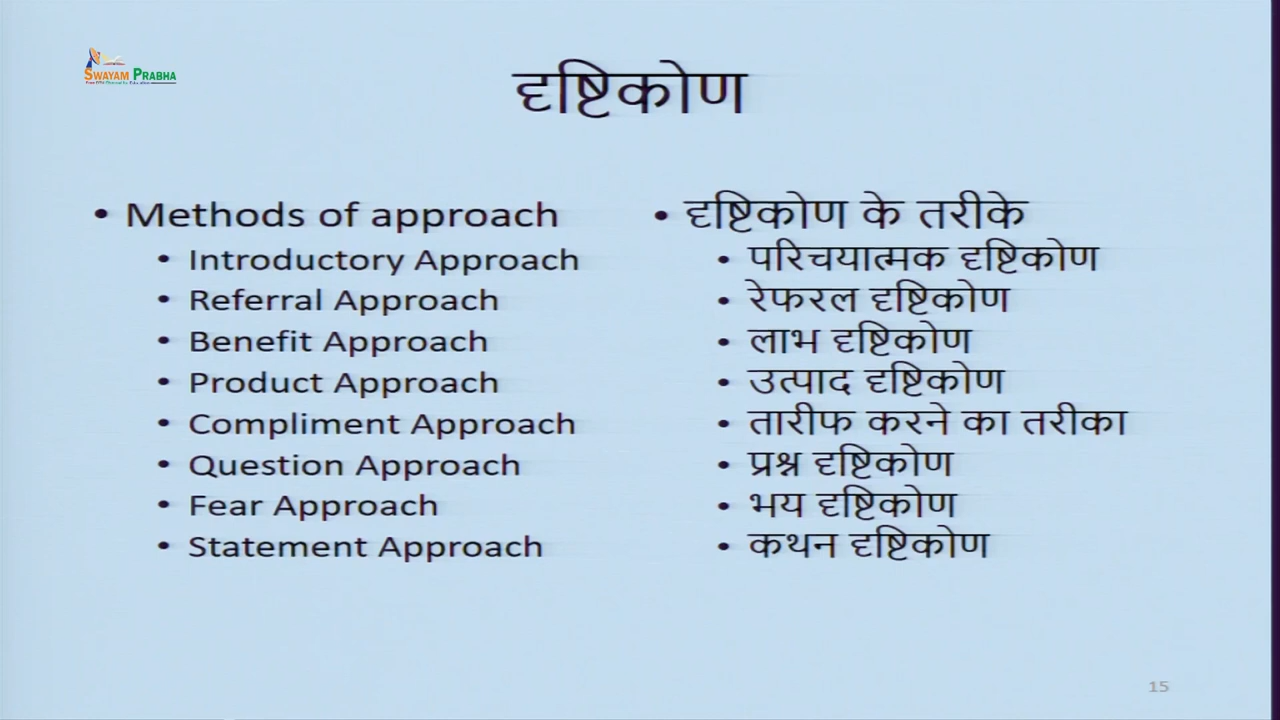 SWAYAM PRABHA
दृष्टिकोण
• Methods of approach
• Introductory Approach
• Referral Approach
• Benefit Approach
• Product Approach
• Compliment Approach
• Question Approach
• Fear Approach
• Statement Approach
• दृष्टिकोण के तरीके
• परिचयात्मक दृष्टिकोण
• रेफरल दृष्टिकोण
• लाभ दृष्टिकोण
• उत्पाद दृष्टिकोण
• तारीफ करने का तरीका
• प्रश्न दृष्टिकोण
• भय दृष्टिकोण
• कथन दृष्टिकोण
15